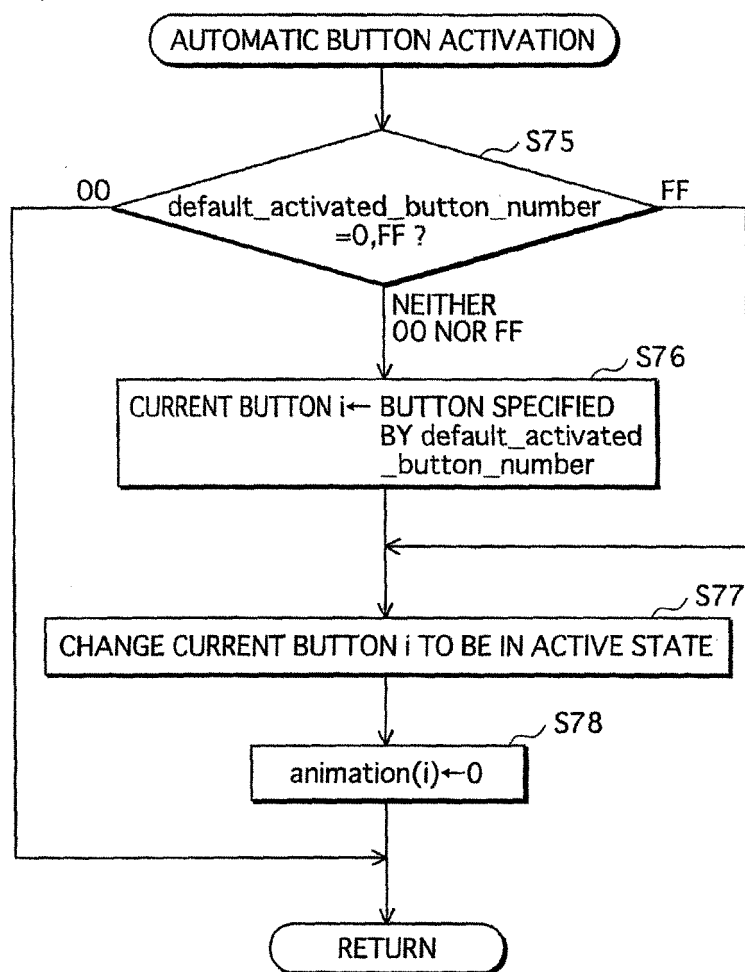 AUTOMATIC BUTTON ACTIVATION
S75
00
FF
default_activated_button_number
=0,FF ?
NEITHER
00 NOR FF
S76
CURRENT BUTTON i← BUTTON SPECIFIED
BY default_activated
_button_number
S77
CHANGE CURRENT BUTTON i TO BE IN ACTIVE STATE
S78
animation(i)←0
RETURN